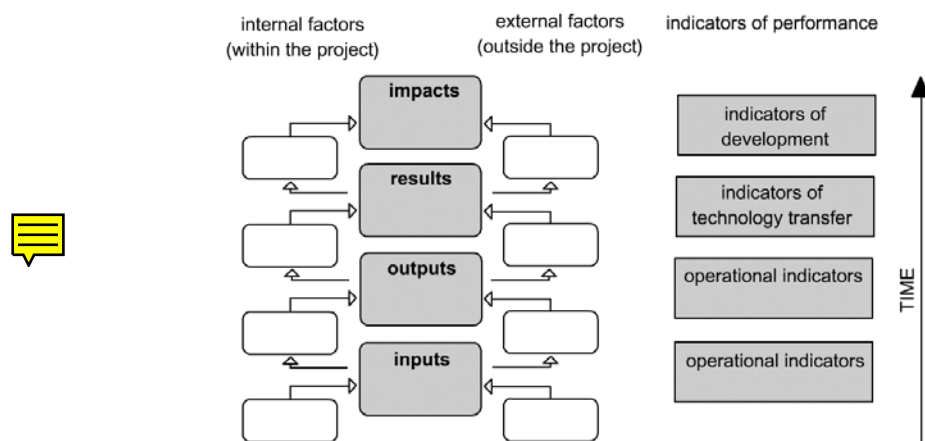 internal factors
(within the project)
external factors
(outside the project)
indicators of performance
impacts
indicators of
development
results
indicators of
technology transfer
outputs
operational indicators
inputs
operational indicators
TIME